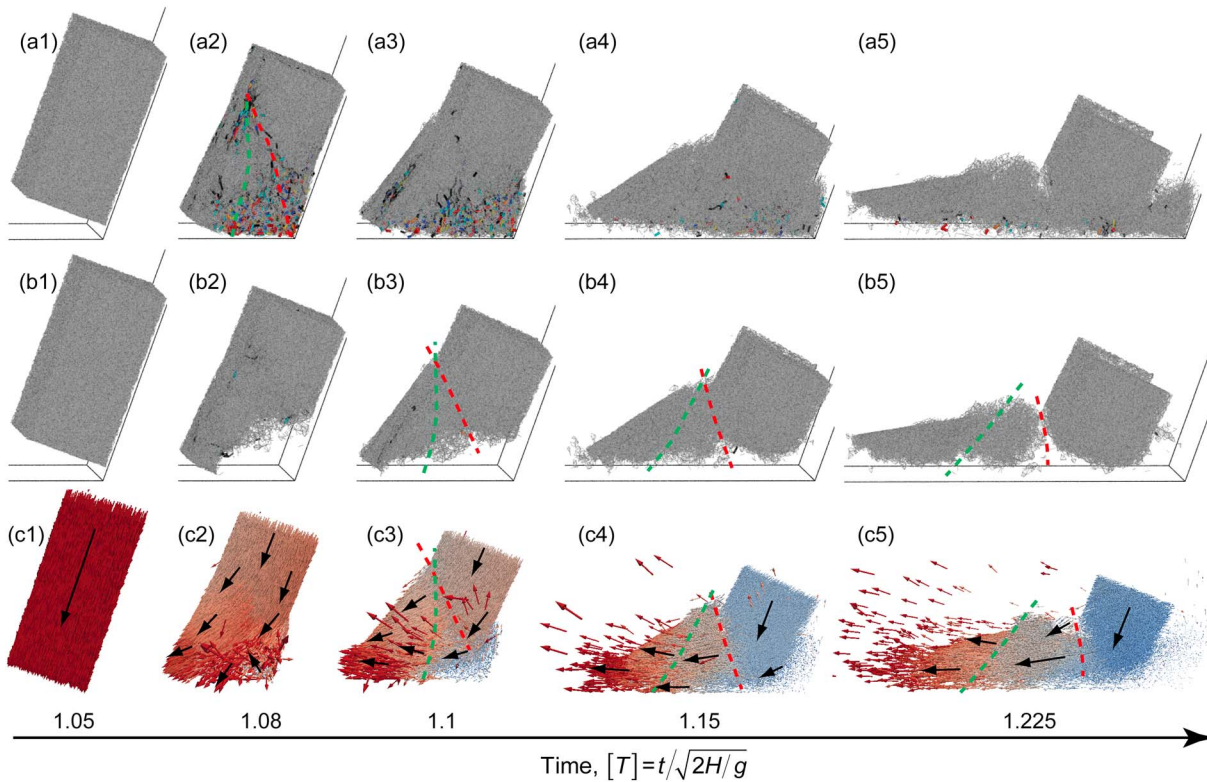 (a1) (a2) (a3) (a4) (a5)
(b1) (b2) (b3) (b4) (b5)
(c1) (c2) (c3) (c4) (c5)
1.05 1.08 1.1 1.15 1.225
Time, [T]=t/√2H/g